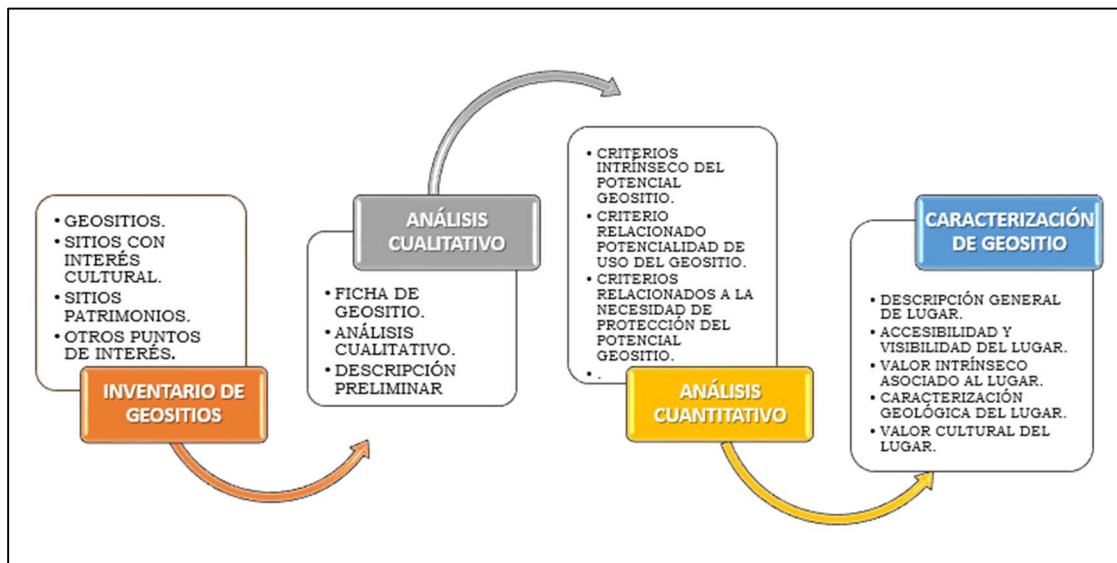 • GEOSITIOS.
• SITIOS CON
INTERÉS
CULTURAL.
• SITIOS
PATRIMONIOS.
• OTROS PUNTOS
DE INTERÉS.
INVENTARIO DE
GEOSITIOS
ANÁLISIS
CUALITATIVO
• FICHA DE
GEOSITIO.
• ANÁLISIS
CUALITATIVO.
• DESCRIPCIÓN
PRELIMINAR
• CRITERIOS
INTRÍNSECO DEL
POTENCIAL
GEOSITIO.
• CRITERIO
RELACIONADO
POTENCIALIDAD DE
USO DEL GEOSITIO.
• CRITERIOS
RELACIONADOS A LA
NECESIDAD DE
PROTECCIÓN DEL
POTENCIAL
GEOSITIO.
• .
ANÁLISIS
CUANTITATIVO
CARACTERIZACIÓN
DE GEOSITIO
• DESCRIPCIÓN GENERAL
DE LUGAR.
• ACCESIBILIDAD Y
VISIBILIDAD DEL LUGAR.
• VALOR INTRÍNSECO
ASOCIADO AL LUGAR.
• CARACTERIZACIÓN
GEOLÓGICA DEL LUGAR.
• VALOR CULTURAL DEL
LUGAR.